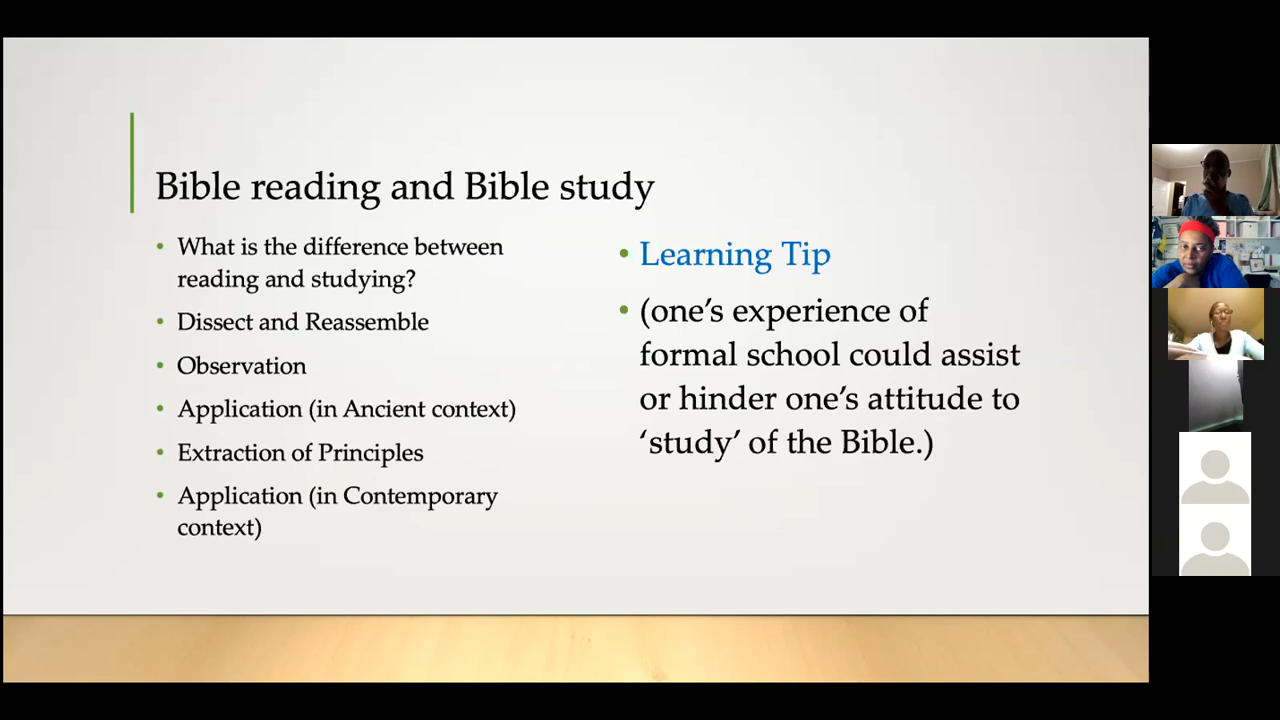 Bible reading and Bible study
• What is the difference between
reading and studying?
• Dissect and Reassemble
• Observation
• Application (in Ancient context)
• Extraction of Principles
• Application (in Contemporary
context)
• Learning Tip
• (one’s experience of
formal school could assist
or hinder one’s attitude to
‘study’ of the Bible.)